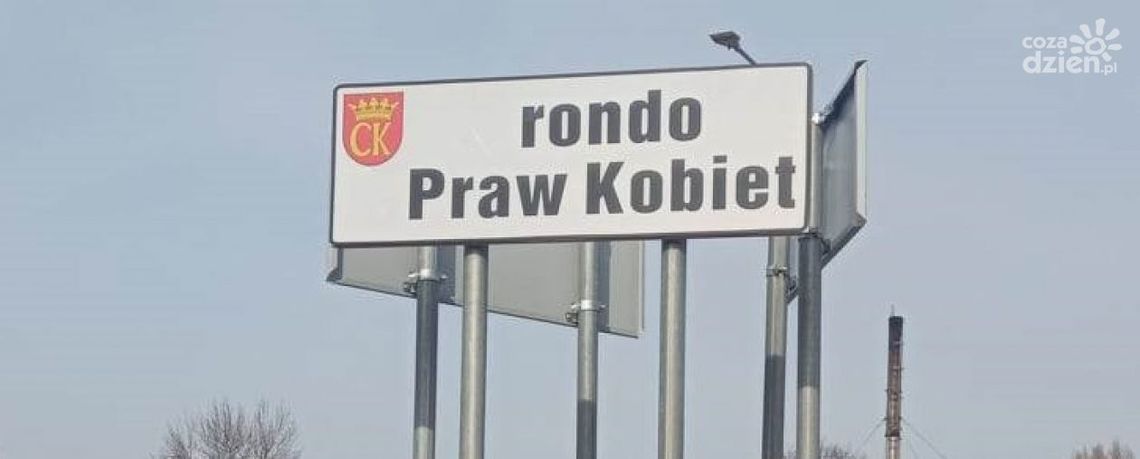 coza
dzien.pl
CK
rondo
Praw Kobiet